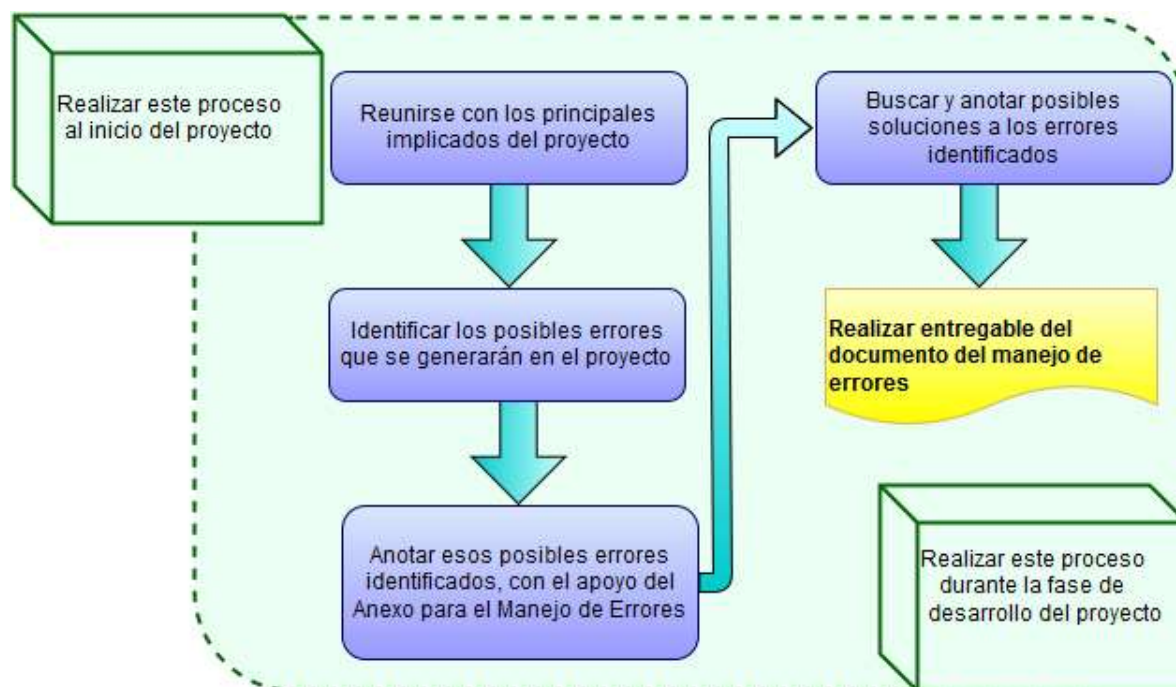 Realizar este proceso
al inicio del proyecto
Reunirse con los principales
implicados del proyecto
Identificar los posibles errores
que se generarán en el proyecto
Anotar esos posibles errores
identificados, con el apoyo del
Anexo para el Manejo de Errores
Buscar y anotar posibles
soluciones a los errores
identificados
Realizar entregable del
documento del manejo de
errores
Realizar este proceso
durante la fase de
desarrollo del proyecto